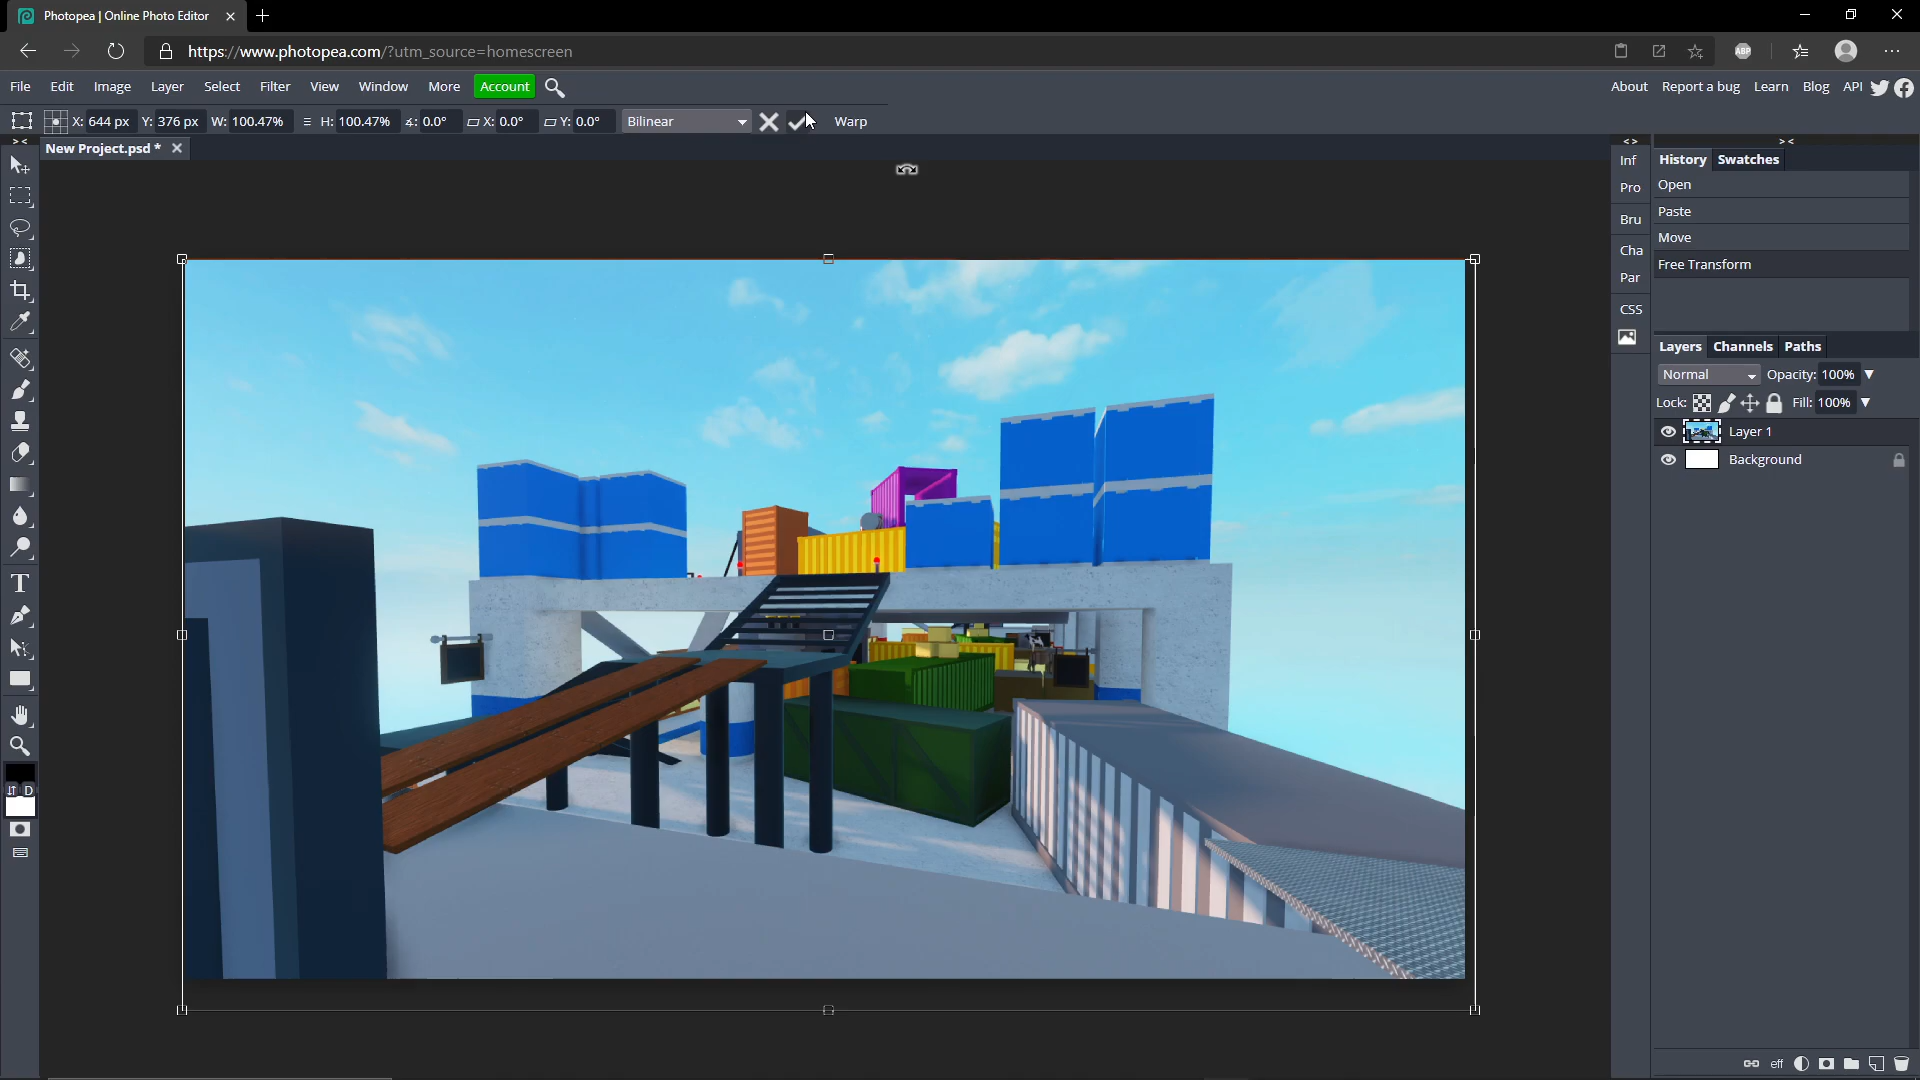 Photopea | Online Photo Editor
https://www.photopea.com/?utm_source=homescreen
ABP
File Edit Image Layer Select Filter View Window More Account
About Report a bug Learn Blog API
X: 644 px Y: 376 px W: 100.47% H: 100.47% 0.0° X: 0.0° Y: 0.0° Bilinear Warp
New Project.psd *
> <
< >
> <
Inf
Pro
Bru
Cha
Par
CSS
History Swatches
Open
Paste
Move
Free Transform
Layers Channels Paths
Normal Opacity: 100%
Lock: Fill: 100%
Layer 1
Background
T
D
eff